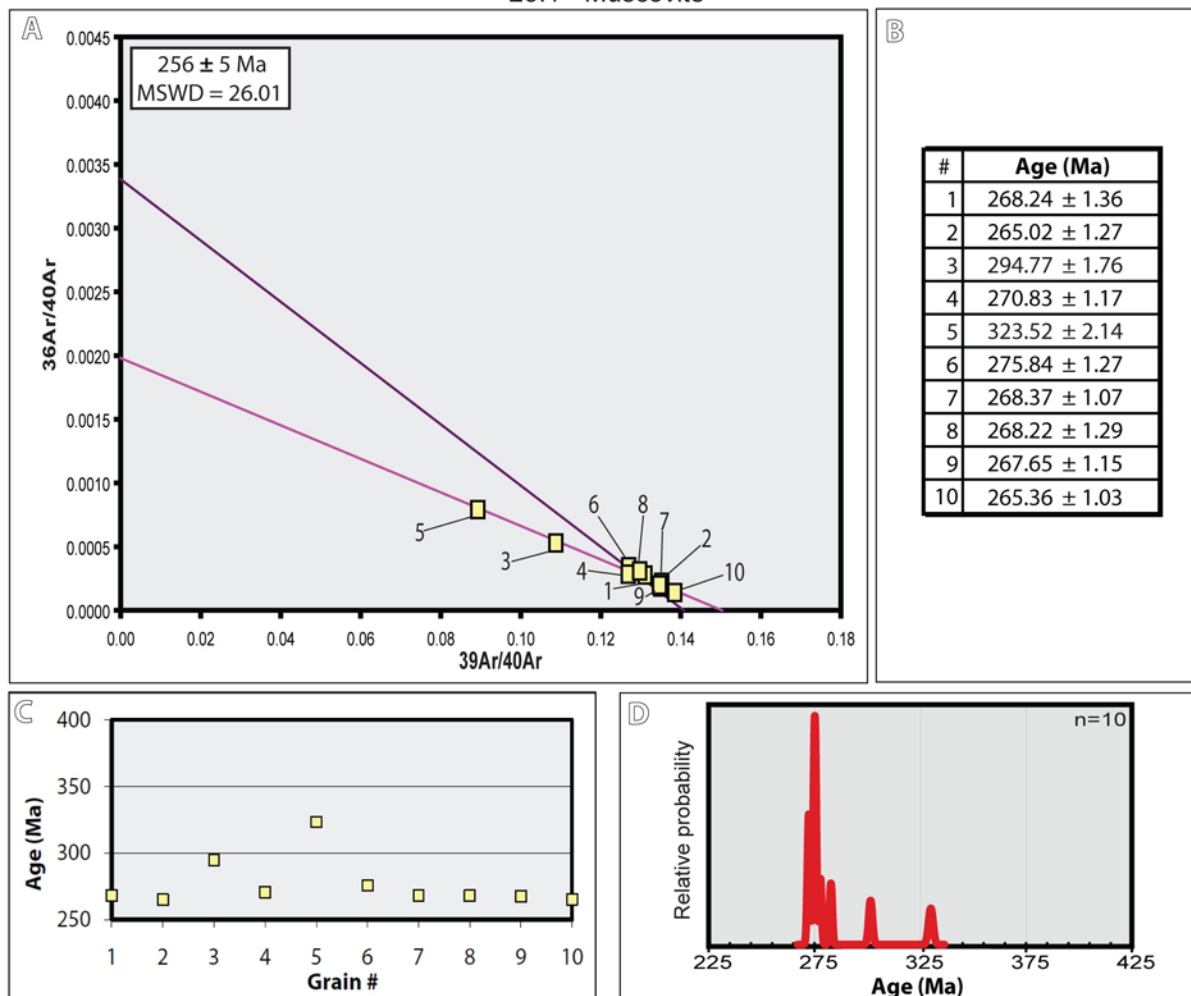 A
256 ± 5 Ma
MSWD = 26.01
0.0045
0.0040
0.0035
0.0030
0.0025
0.0020
0.0015
0.0010
0.0005
0.0000
36Ar/40Ar
5
3
6
8
7
2
4
1
9
10
0.00 0.02 0.04 0.06 0.08 0.10 0.12 0.14 0.16 0.18
39Ar/40Ar
B
# Age (Ma)
1 268.24 ± 1.36
2 265.02 ± 1.27
3 294.77 ± 1.76
4 270.83 ± 1.17
5 323.52 ± 2.14
6 275.84 ± 1.27
7 268.37 ± 1.07
8 268.22 ± 1.29
9 267.65 ± 1.15
10 265.36 ± 1.03
C
400
350
300
250
Age (Ma)
1 2 3 4 5 6 7 8 9 10
Grain #
D
n=10
Relative probability
225 275 325 375 425
Age (Ma)